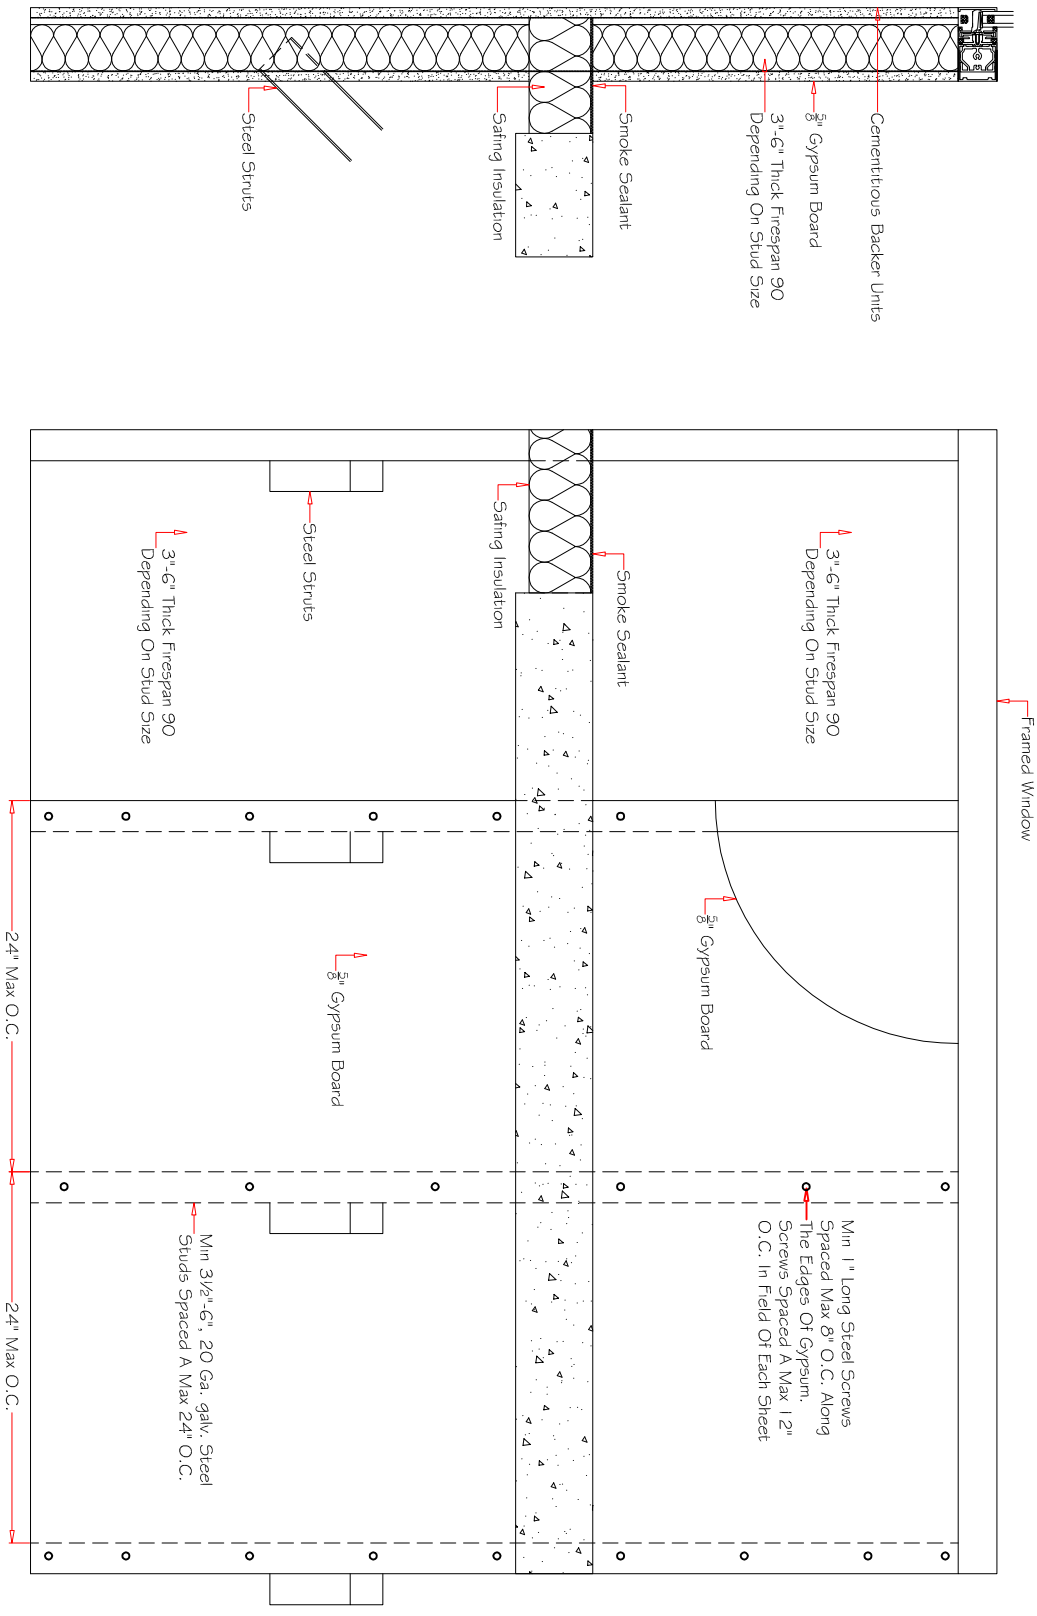 Cementitious Backer Units
5/8" Gypsum Board
3"-6" Thick Firespan 90
Depending On Stud Size
Smoke Sealant
Safing Insulation
Steel Struts
Framed Window
3"-6" Thick Firespan 90
Depending On Stud Size
Smoke Sealant
Safing Insulation
Steel Struts
3"-6" Thick Firespan 90
Depending On Stud Size
5/8" Gypsum Board
5/8" Gypsum Board
Min 1" Long Steel Screws
Spaced Max 8" O.C. Along
The Edges Of Gypsum.
Screws Spaced A Max 12"
O.C. In Field Of Each Sheet
Min 3½"-6", 20 Ga. galv. Steel
Studs Spaced A Max 24" O.C.
24" Max O.C.
24" Max O.C.